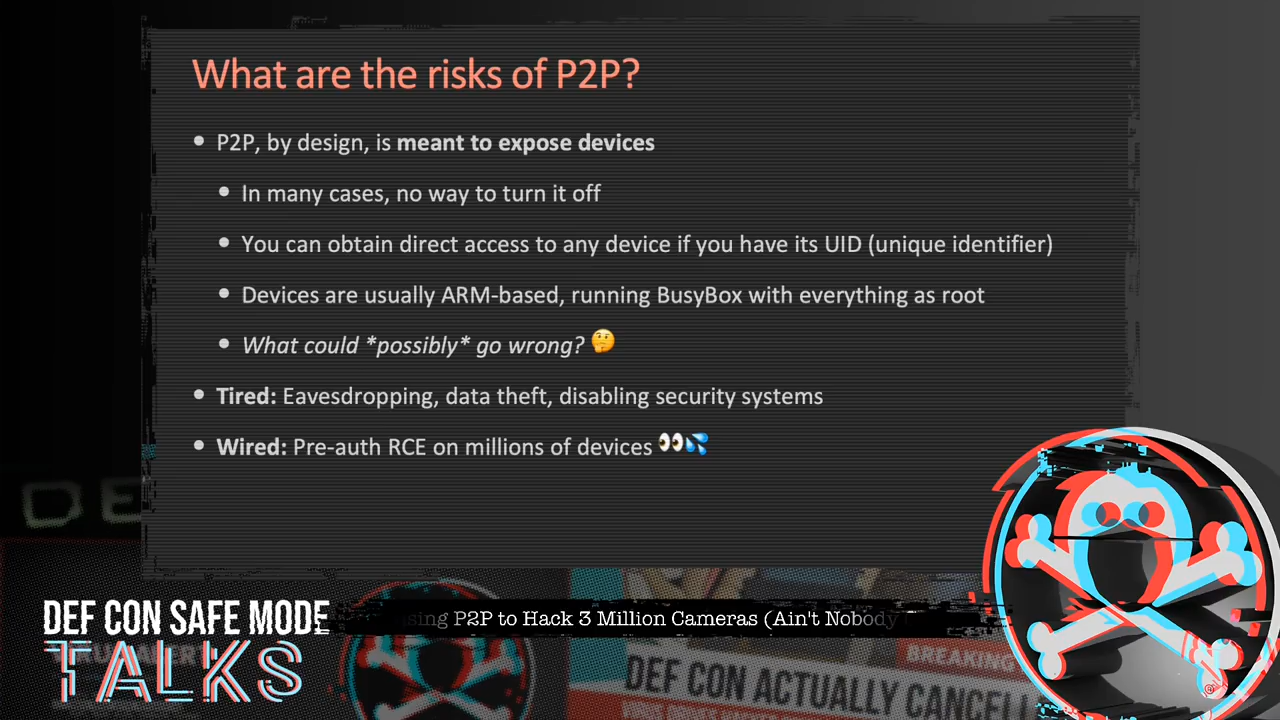 What are the risks of P2P?
• P2P, by design, is meant to expose devices
• In many cases, no way to turn it off
• You can obtain direct access to any device if you have its UID (unique identifier)
• Devices are usually ARM-based, running BusyBox with everything as root
• What could *possibly* go wrong? 🤔
• Tired: Eavesdropping, data theft, disabling security systems
• Wired: Pre-auth RCE on millions of devices 👀💦
DE
DEF CON SAFE MODE
TALKS
sing P2P to Hack 3 Million Cameras (Ain't Nobody
BREAKING
DEF CON ACTUALLY CANCELL